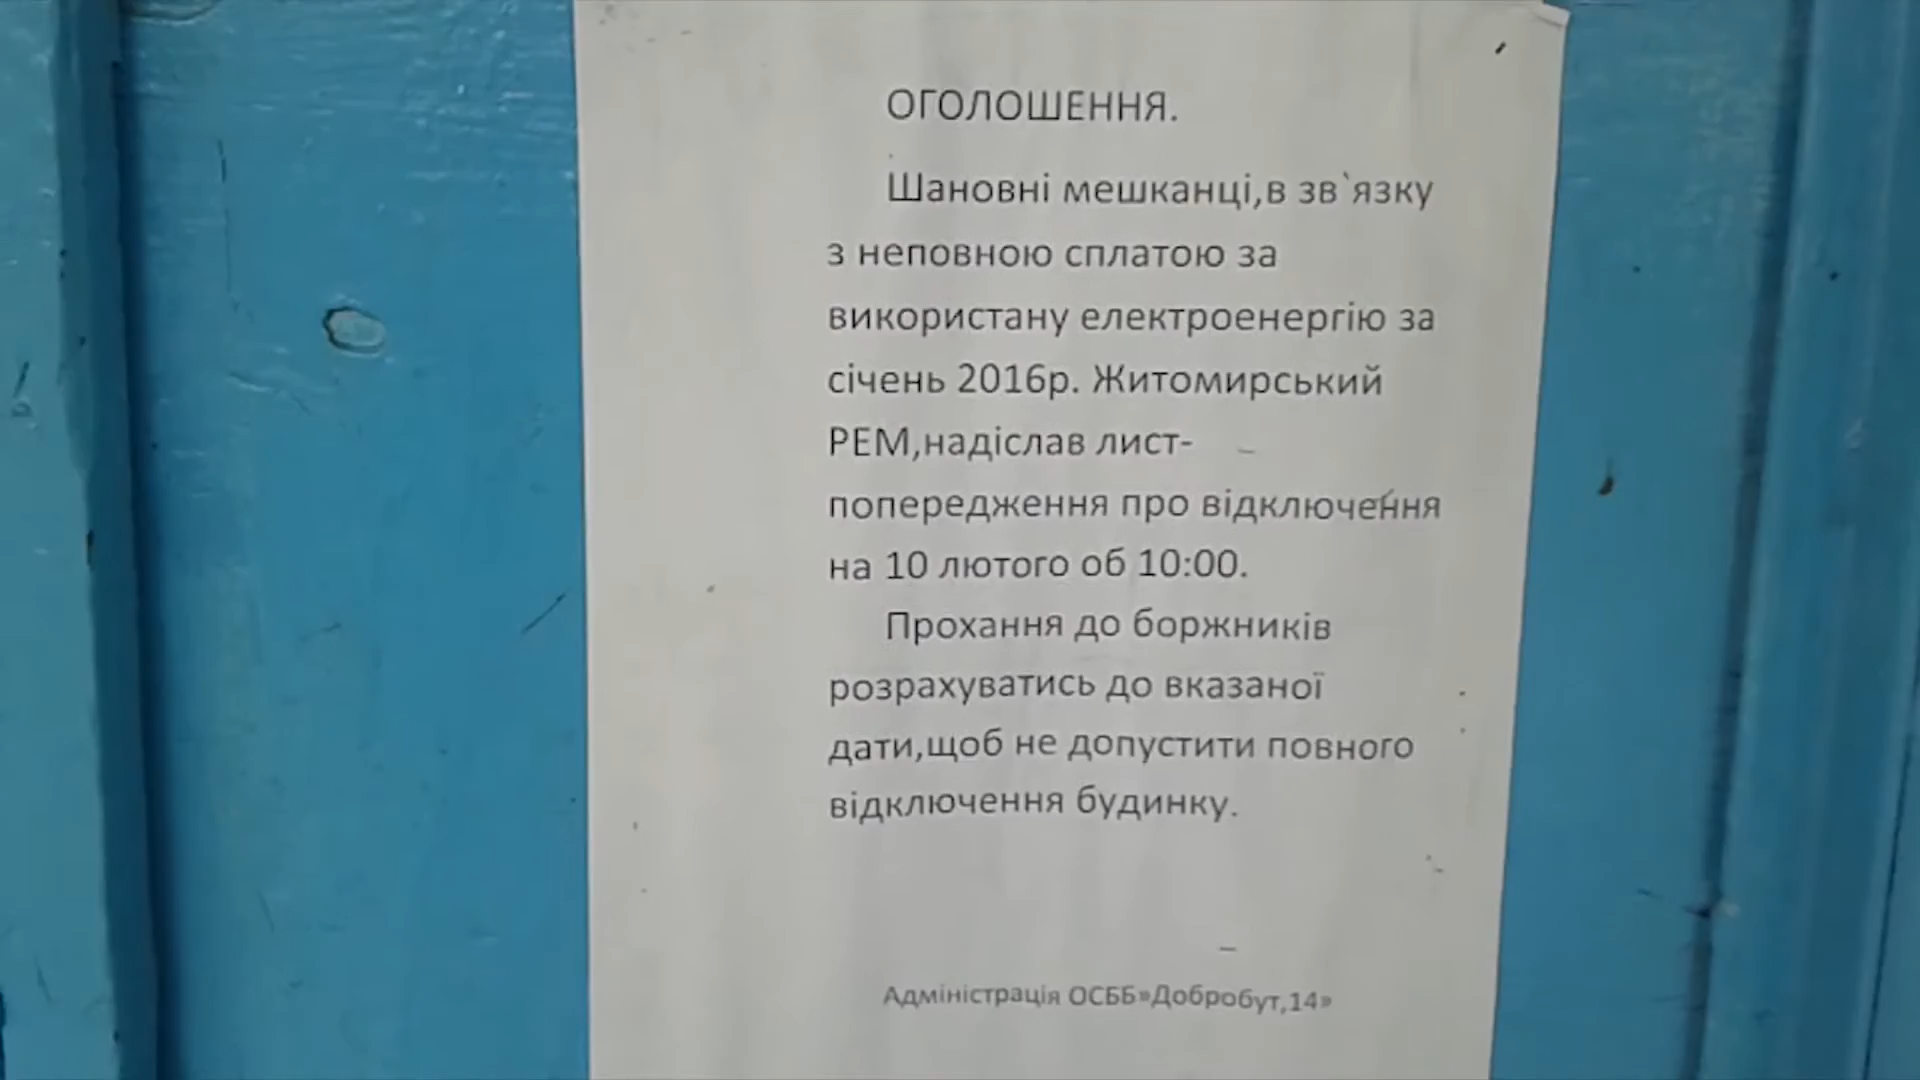 ОГОЛОШЕННЯ.
Шановні мешканці,в зв`язку
з неповною сплатою за
використану електроенергію за
січень 2016р. Житомирський
РЕМ,надіслав лист-
попередження про відключення
на 10 лютого об 10:00.
Прохання до боржників
розрахуватись до вказаної
дати,щоб не допустити повного
відключення будинку.
Адміністрація ОСББ»Добробут,14»